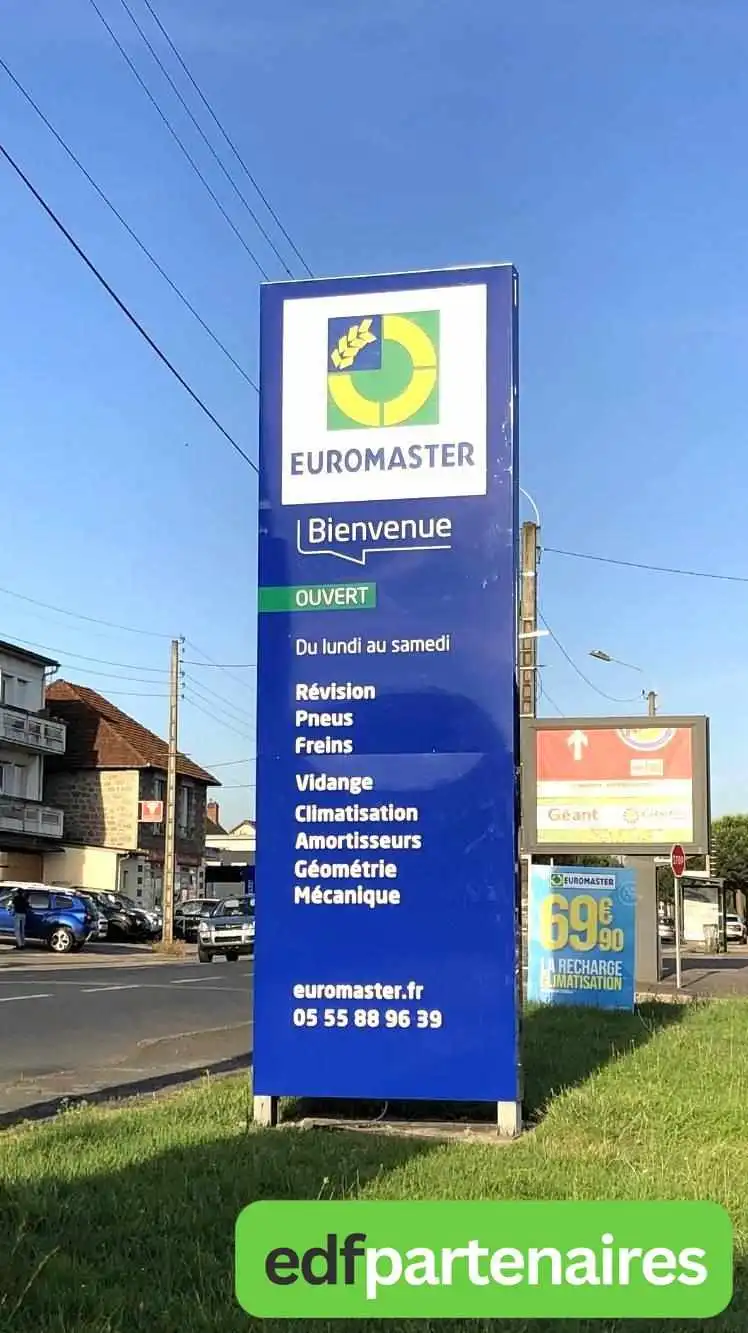 EUROMASTER
Bienvenue
OUVERT
Du lundi au samedi
Révision
Pneus
Freins
Vidange
Climatisation
Amortisseurs
Géométrie
Mécanique
euromaster.fr
05 55 88 96 39
Géant
STOP
EUROMASTER
69€90
LA RECHARGE
CLIMATISATION
edfpartenaires